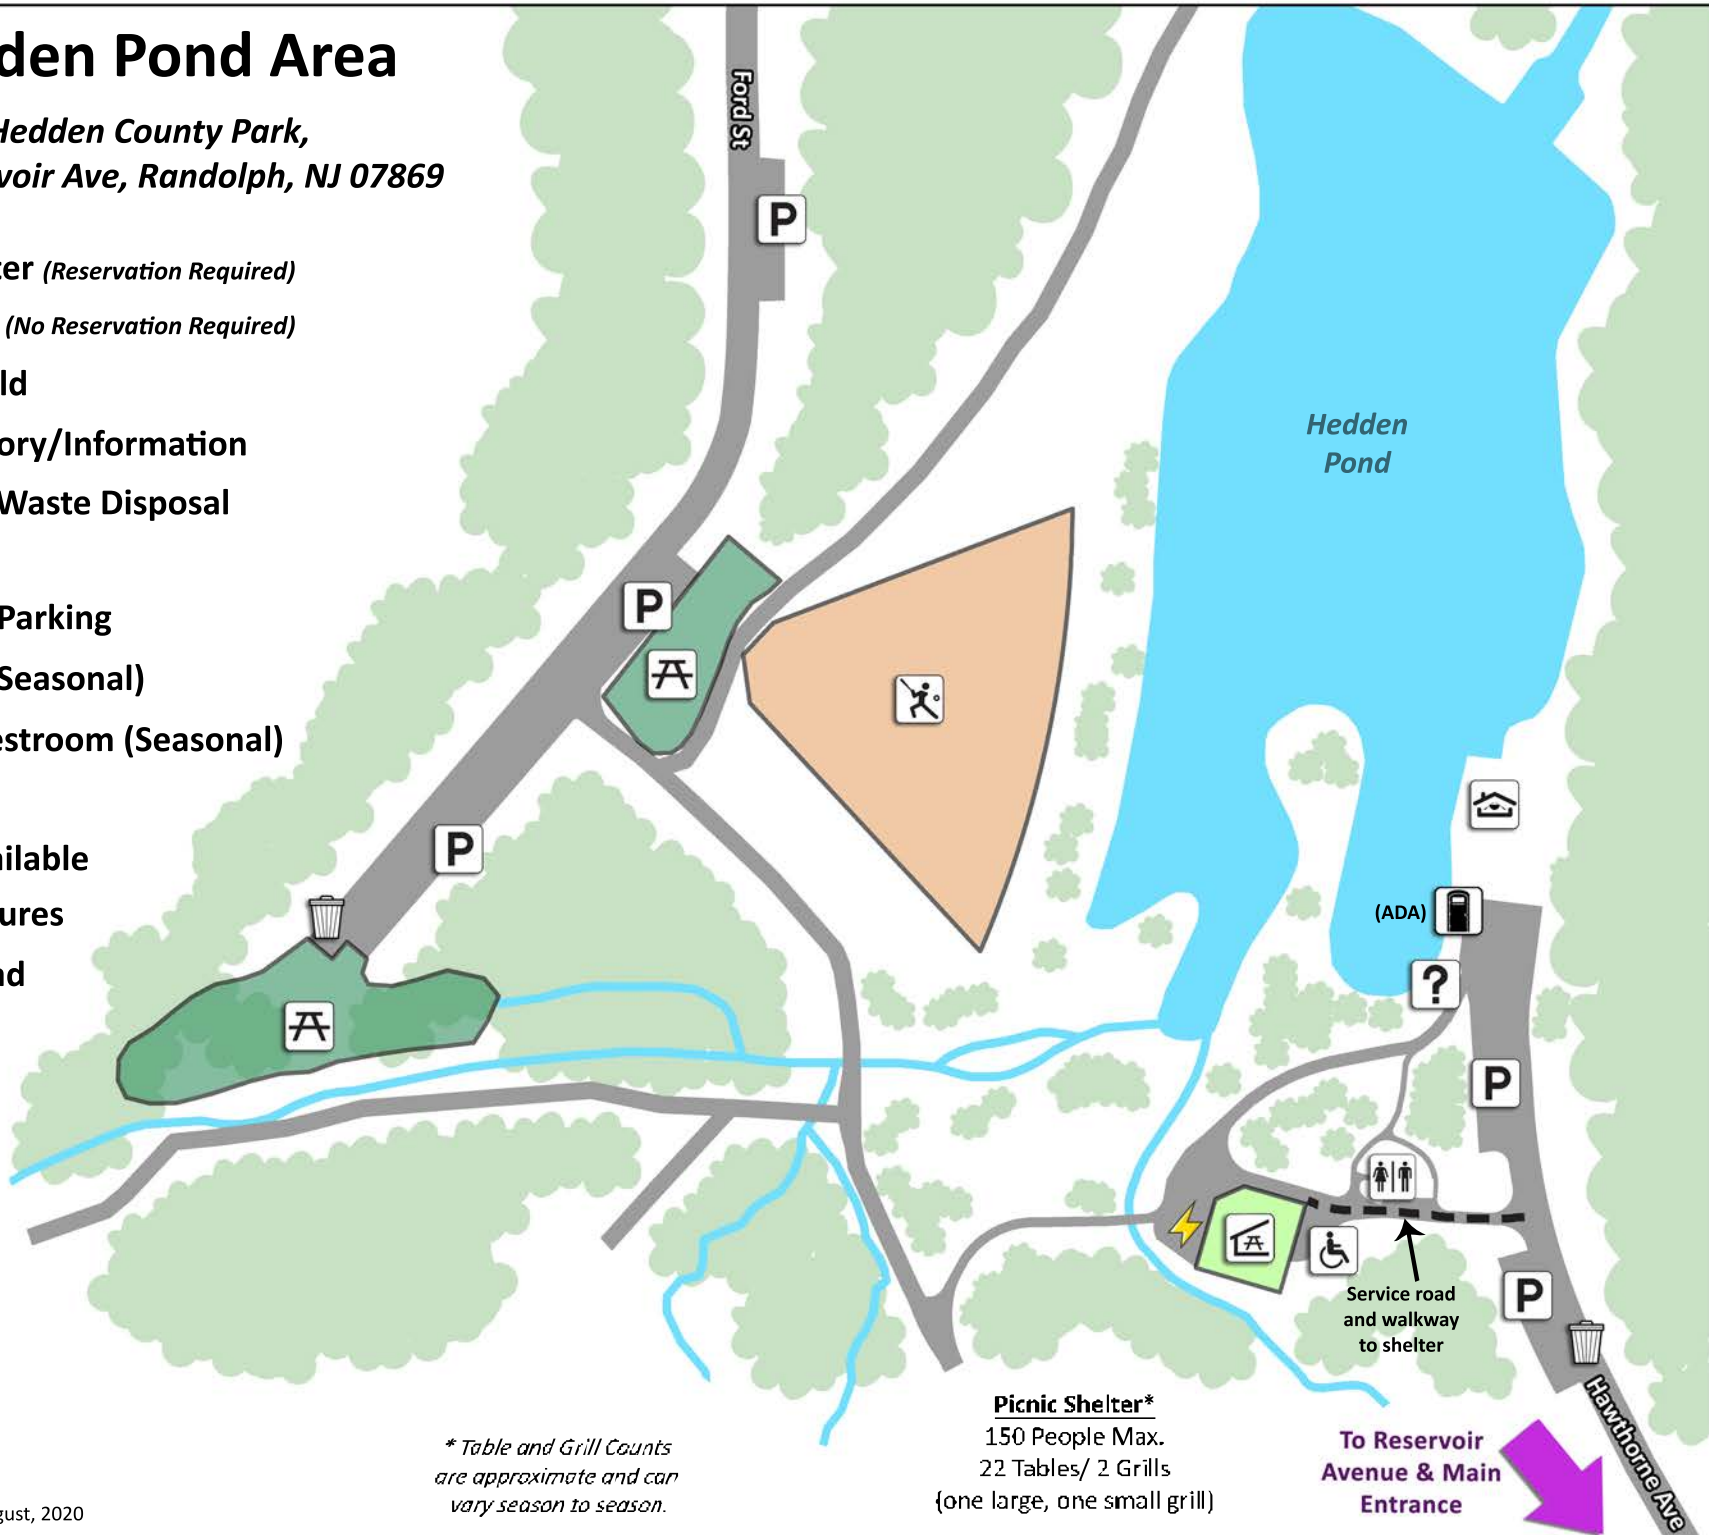 den Pond Area
Hedden County Park,
voir Ave, Randolph, NJ 07869
ter (Reservation Required)
(No Reservation Required)
ld
ory/Information
Waste Disposal
Parking
Seasonal)
estroom (Seasonal)
ailable
ures
nd
Ford St
P
P
P
Hedden
Pond
(ADA)
?
P
P
Service road
and walkway
to shelter
Hawthorne Ave
To Reservoir
Avenue & Main
Entrance
Picnic Shelter*
150 People Max.
22 Tables/ 2 Grills
(one large, one small grill)
* Table and Grill Counts
are approximate and can
vary season to season.
gust, 2020